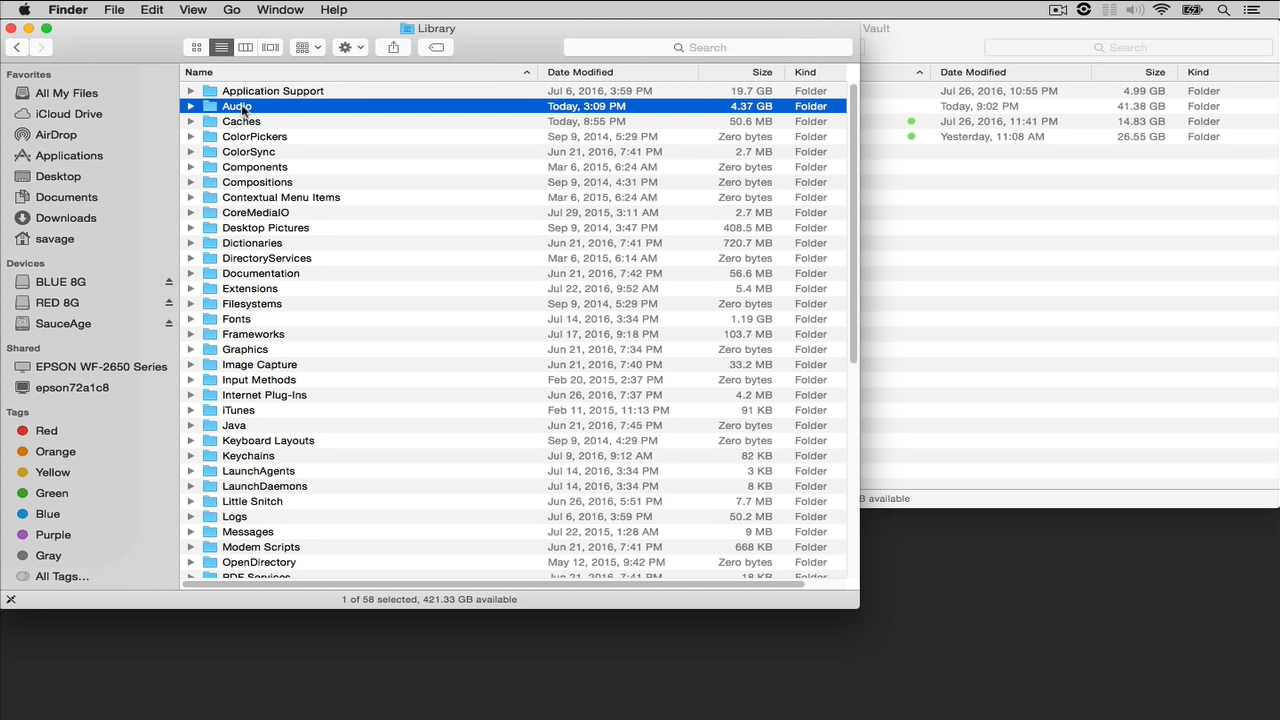 Finder File Edit View Go Window Help
Library
Vault
Search
Search
Favorites
All My Files
iCloud Drive
AirDrop
Applications
Desktop
Documents
Downloads
savage
Devices
BLUE 8G
RED 8G
SauceAge
Shared
EPSON WF-2650 Series
epson72a1c8
Tags
Red
Orange
Yellow
Green
Blue
Purple
Gray
All Tags...
Name Date Modified Size Kind
Application Support Jul 6, 2016, 3:59 PM 19.7 GB Folder
Audio Today, 3:09 PM 4.37 GB Folder
Caches Today, 8:55 PM 50.6 MB Folder
ColorPickers Sep 9, 2014, 5:29 PM Zero bytes Folder
ColorSync Jun 21, 2016, 7:41 PM 2.7 MB Folder
Components Mar 6, 2015, 6:24 AM Zero bytes Folder
Compositions Sep 9, 2014, 4:31 PM Zero bytes Folder
Contextual Menu Items Mar 6, 2015, 6:24 AM Zero bytes Folder
CoreMediaIO Jul 29, 2015, 3:11 AM 2.7 MB Folder
Desktop Pictures Sep 9, 2014, 3:47 PM 408.5 MB Folder
Dictionaries Jun 21, 2016, 7:41 PM 720.7 MB Folder
DirectoryServices Mar 6, 2015, 6:14 AM Zero bytes Folder
Documentation Jun 21, 2016, 7:42 PM 56.6 MB Folder
Extensions Jul 22, 2016, 9:52 AM 5.4 MB Folder
Filesystems Sep 9, 2014, 5:29 PM Zero bytes Folder
Fonts Jul 14, 2016, 3:34 PM 1.19 GB Folder
Frameworks Jul 17, 2016, 9:18 PM 103.7 MB Folder
Graphics Jun 21, 2016, 7:34 PM Zero bytes Folder
Image Capture Jun 21, 2016, 7:40 PM 33.2 MB Folder
Input Methods Feb 20, 2015, 2:37 PM Zero bytes Folder
Internet Plug-Ins Jun 26, 2016, 7:37 PM 4.2 MB Folder
iTunes Feb 11, 2015, 11:13 PM 91 KB Folder
Java Jun 21, 2016, 7:45 PM Zero bytes Folder
Keyboard Layouts Sep 9, 2014, 4:29 PM Zero bytes Folder
Keychains Jul 9, 2016, 9:12 AM 82 KB Folder
LaunchAgents Jul 14, 2016, 3:34 PM 3 KB Folder
LaunchDaemons Jul 14, 2016, 3:34 PM 8 KB Folder
Little Snitch Jun 26, 2016, 5:51 PM 7.7 MB Folder
Logs Jul 6, 2016, 3:59 PM 50.2 MB Folder
Messages Jul 22, 2015, 1:28 AM 9 MB Folder
Modem Scripts Jun 21, 2016, 7:41 PM 668 KB Folder
OpenDirectory May 12, 2015, 9:42 PM Zero bytes Folder
PDF Services Jun 21, 2016, 7:41 PM 18 KB Folder
1 of 58 selected, 421.33 GB available
Date Modified Size Kind
Jul 26, 2016, 10:55 PM 4.99 GB Folder
Today, 9:02 PM 41.38 GB Folder
Jul 26, 2016, 11:41 PM 14.83 GB Folder
Yesterday, 11:08 AM 26.55 GB Folder
B available